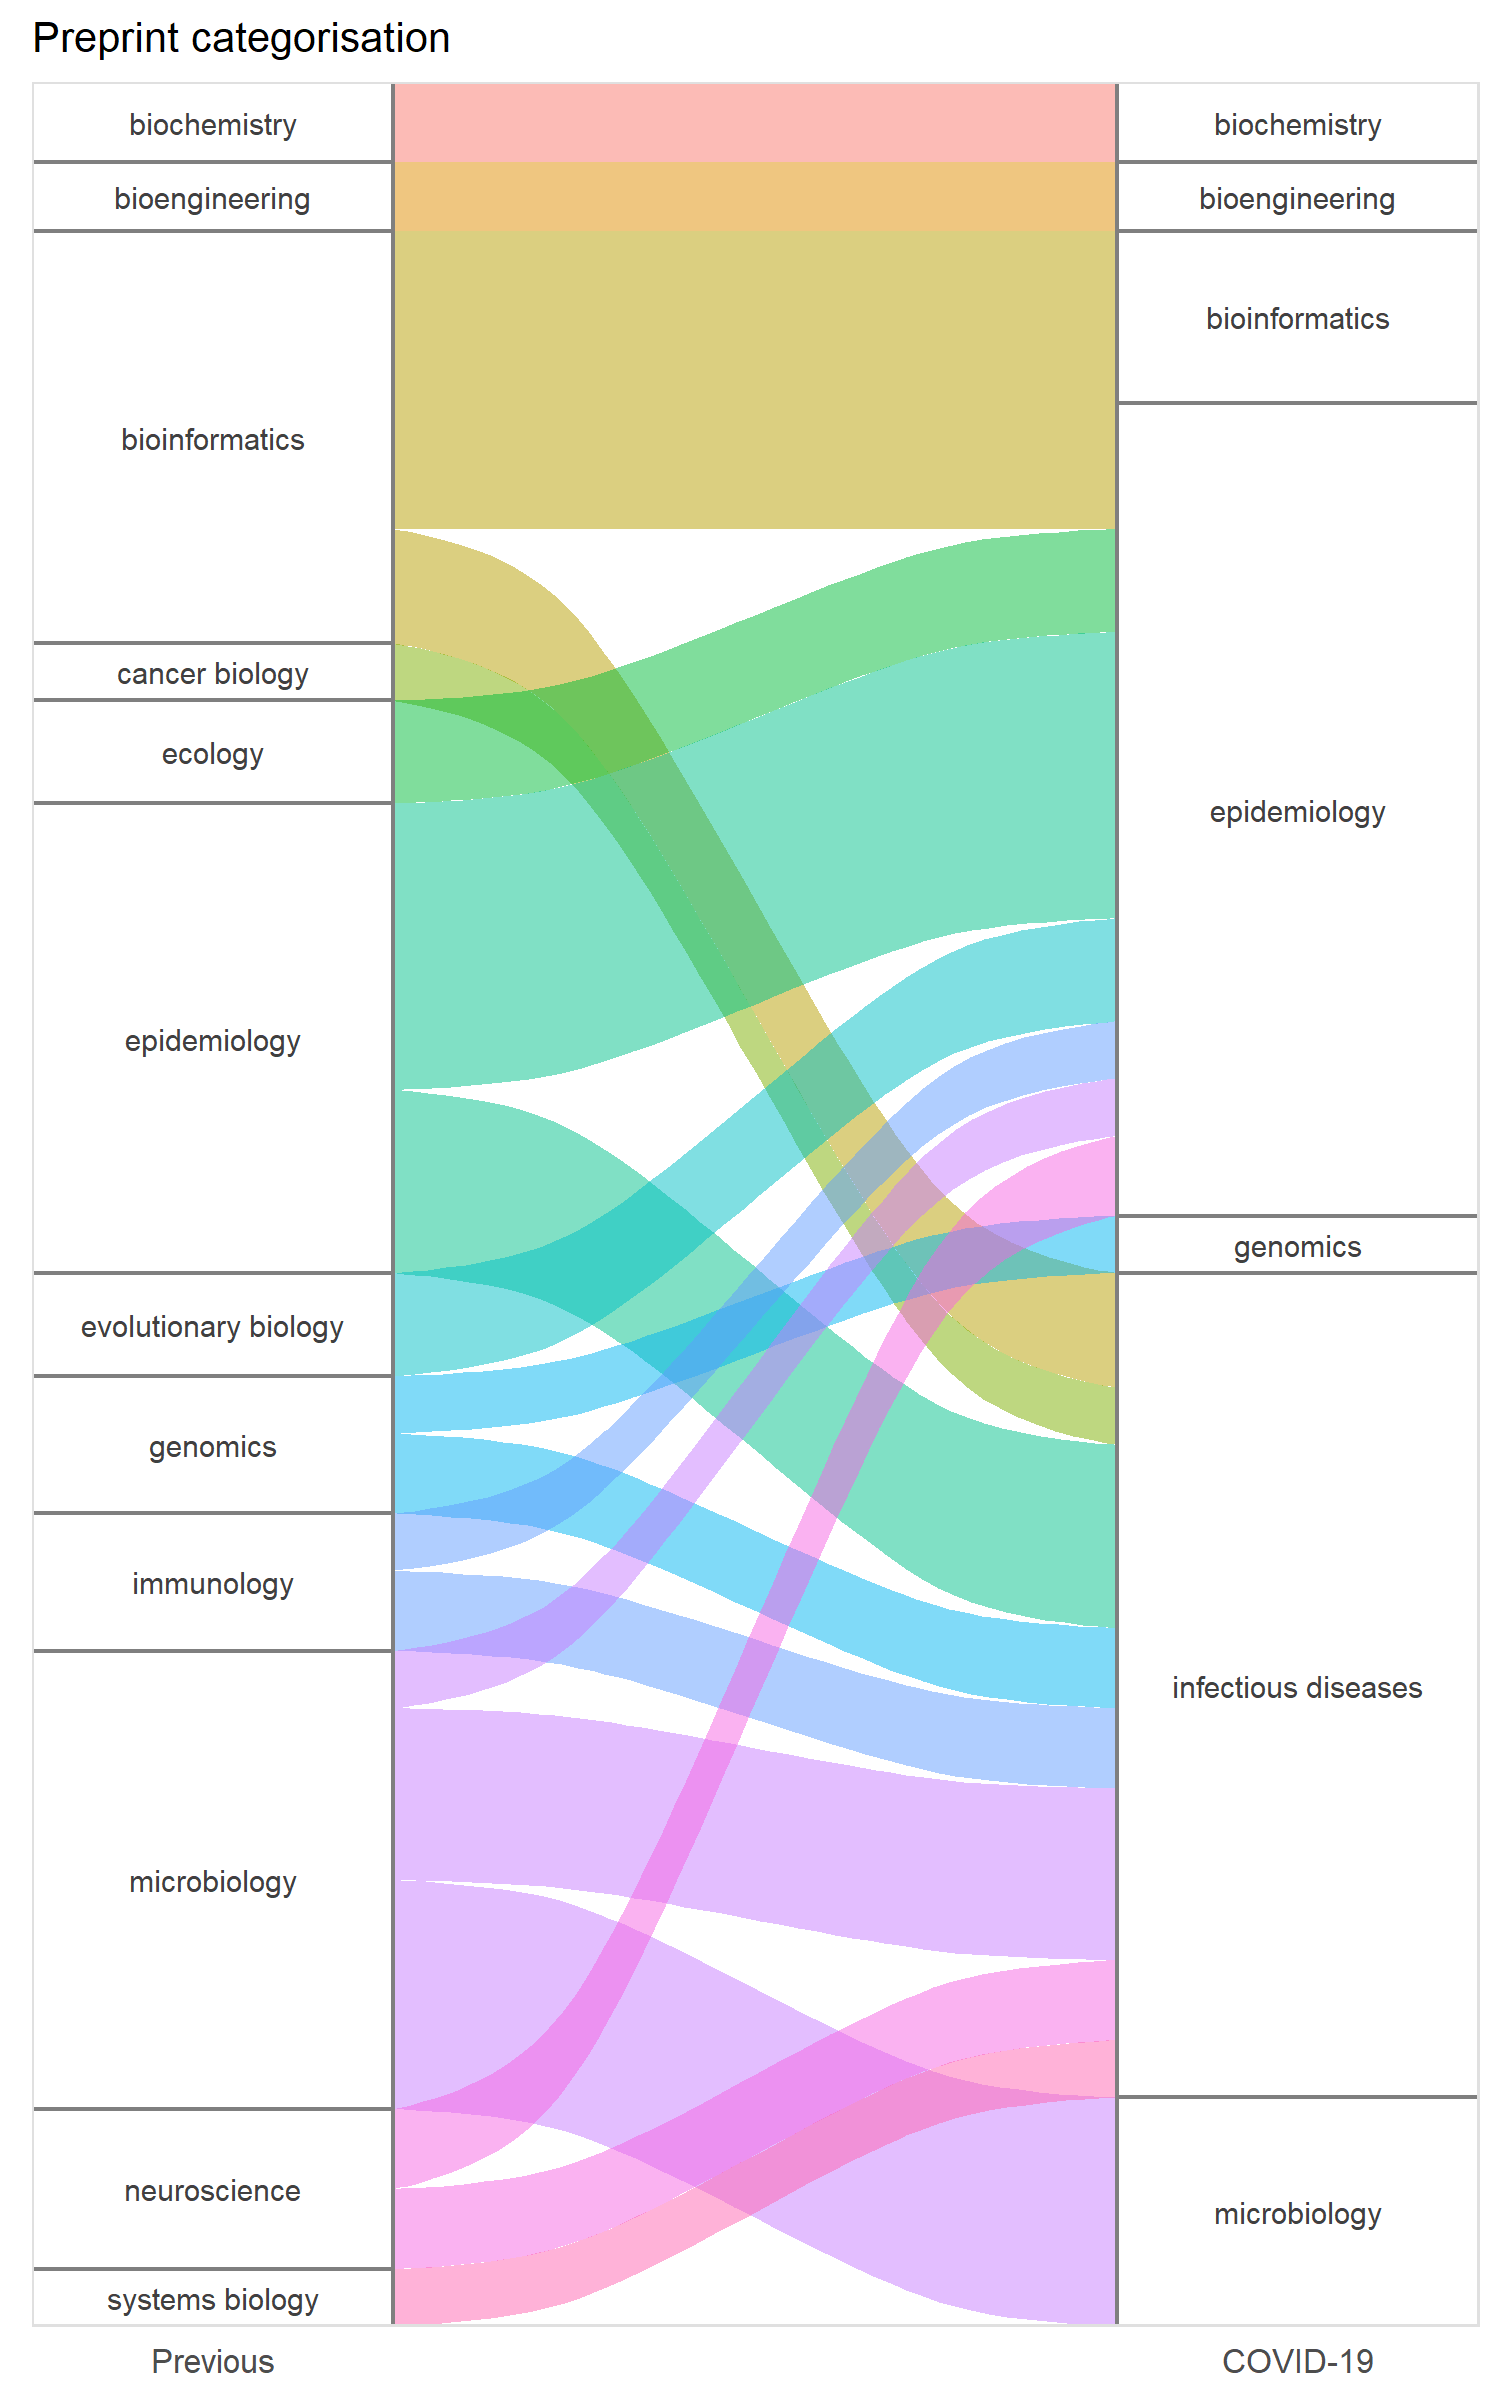 Preprint categorisation
biochemistry
bioengineering
bioinformatics
cancer biology
ecology
epidemiology
evolutionary biology
genomics
immunology
microbiology
neuroscience
systems biology
Previous
biochemistry
bioengineering
bioinformatics
epidemiology
genomics
infectious diseases
microbiology
COVID-19